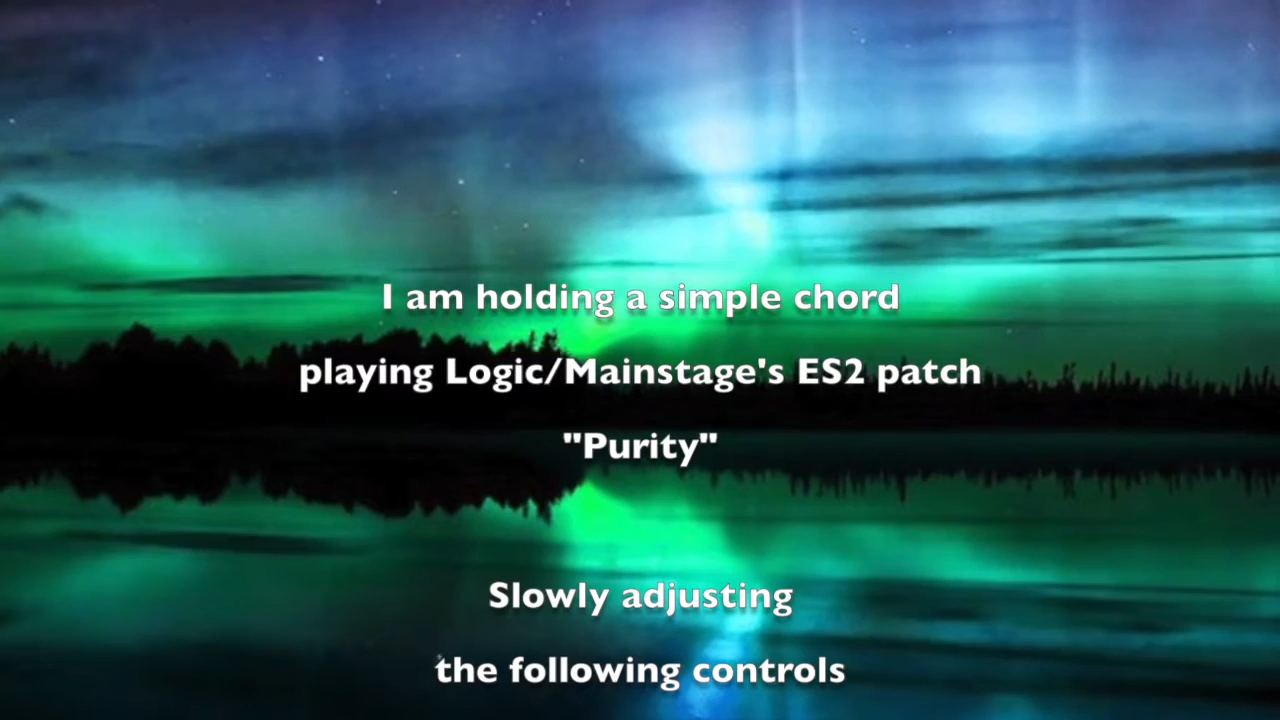 I am holding a simple chord
playing Logic/Mainstage's ES2 patch
"Purity"
Slowly adjusting
the following controls